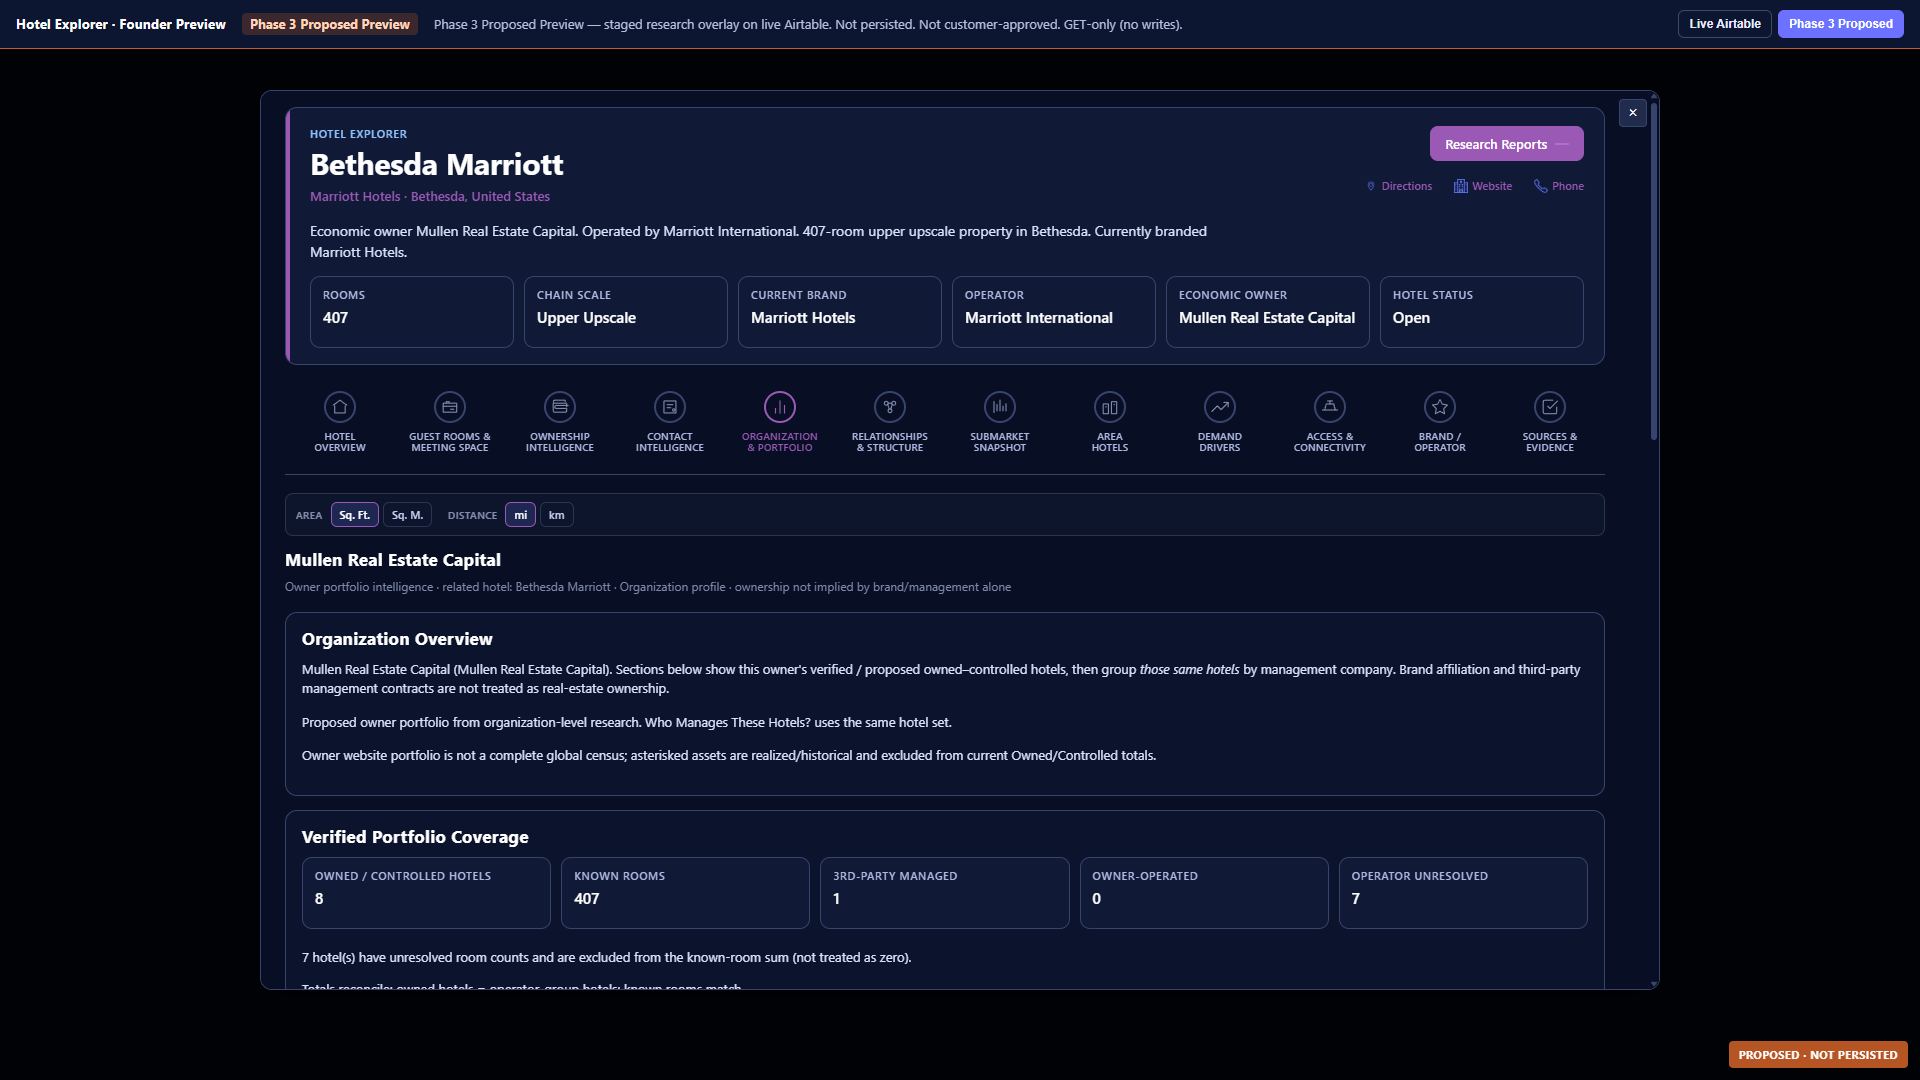 Hotel Explorer · Founder Preview
Phase 3 Proposed Preview
Phase 3 Proposed Preview — staged research overlay on live Airtable. Not persisted. Not customer-approved. GET-only (no writes).
Live Airtable
Phase 3 Proposed
×
HOTEL EXPLORER
Bethesda Marriott
Marriott Hotels · Bethesda, United States
Research Reports —
Directions
Website
Phone
Economic owner Mullen Real Estate Capital. Operated by Marriott International. 407-room upper upscale property in Bethesda. Currently branded
Marriott Hotels.
ROOMS
407
CHAIN SCALE
Upper Upscale
CURRENT BRAND
Marriott Hotels
OPERATOR
Marriott International
ECONOMIC OWNER
Mullen Real Estate Capital
HOTEL STATUS
Open
HOTEL
OVERVIEW
GUEST ROOMS &
MEETING SPACE
OWNERSHIP
INTELLIGENCE
CONTACT
INTELLIGENCE
ORGANIZATION
& PORTFOLIO
RELATIONSHIPS
& STRUCTURE
SUBMARKET
SNAPSHOT
AREA
HOTELS
DEMAND
DRIVERS
ACCESS &
CONNECTIVITY
BRAND /
OPERATOR
SOURCES &
EVIDENCE
AREA
Sq. Ft.
Sq. M.
DISTANCE
mi
km
Mullen Real Estate Capital
Owner portfolio intelligence · related hotel: Bethesda Marriott · Organization profile · ownership not implied by brand/management alone
Organization Overview
Mullen Real Estate Capital (Mullen Real Estate Capital). Sections below show this owner's verified / proposed owned–controlled hotels, then group those same hotels by management company. Brand affiliation and third-party
management contracts are not treated as real-estate ownership.
Proposed owner portfolio from organization-level research. Who Manages These Hotels? uses the same hotel set.
Owner website portfolio is not a complete global census; asterisked assets are realized/historical and excluded from current Owned/Controlled totals.
Verified Portfolio Coverage
OWNED / CONTROLLED HOTELS
8
KNOWN ROOMS
407
3RD-PARTY MANAGED
1
OWNER-OPERATED
0
OPERATOR UNRESOLVED
7
7 hotel(s) have unresolved room counts and are excluded from the known-room sum (not treated as zero).
Totals reconcile: owned hotels = operator-group hotels; known rooms match.
PROPOSED · NOT PERSISTED